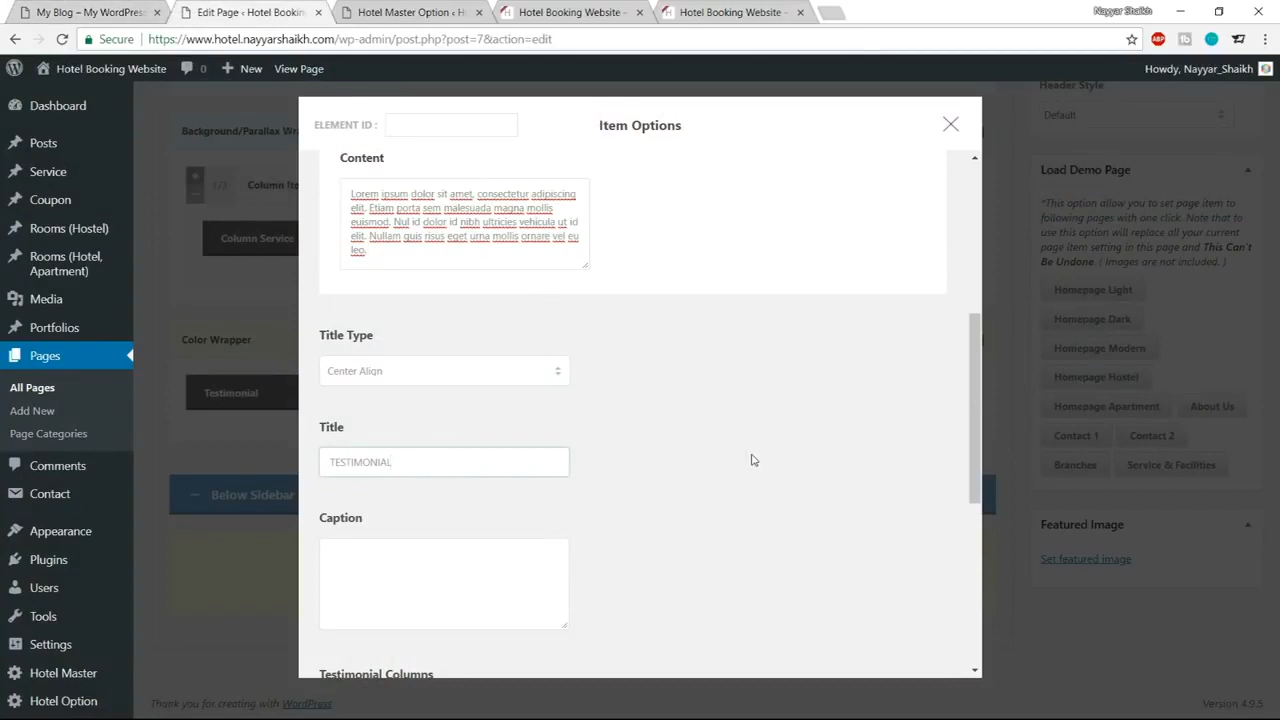 My Blog – My WordPres
Edit Page ‹ Hotel Bookin
Hotel Master Option ‹ H
Hotel Booking Website –
Hotel Booking Website –
Nayyar Shaikh
Secure
https://www.hotel.nayyarshaikh.com/wp-admin/post.php?post=7&action=edit
Hotel Booking Website
0
New
View Page
Howdy, Nayyar_Shaikh
Dashboard
Posts
Service
Coupon
Rooms (Hostel)
Rooms (Hotel,
Apartment)
Media
Portfolios
Pages
All Pages
Add New
Page Categories
Comments
Contact
Appearance
Plugins
Users
Tools
Settings
Hotel Master
Hotel Option
Background/Parallax Wra
1/3
Column Ite
Column Service
Color Wrapper
Testimonial
Below Sidebar
Thank you for creating with WordPress
ELEMENT ID :
Item Options
Content
Lorem ipsum dolor sit amet, consectetur adipiscing
elit. Etiam porta sem malesuada magna mollis
euismod. Nul id dolor id nibh ultricies vehicula ut id
elit. Nullam quis risus eget urna mollis ornare vel eu
leo.
Title Type
Center Align
Title
TESTIMONIAL
Caption
Testimonial Columns
Header Style
Default
Load Demo Page
*This option allow you to set page item to
following pages with one click. Note that to
use this option will replace all your current
page item setting in this page and This Can't
Be Undone. ( Images are not included. )
Homepage Light
Homepage Dark
Homepage Modern
Homepage Hostel
Homepage Apartment
About Us
Contact 1
Contact 2
Branches
Service & Facilities
Featured Image
Set featured image
Version 4.9.5